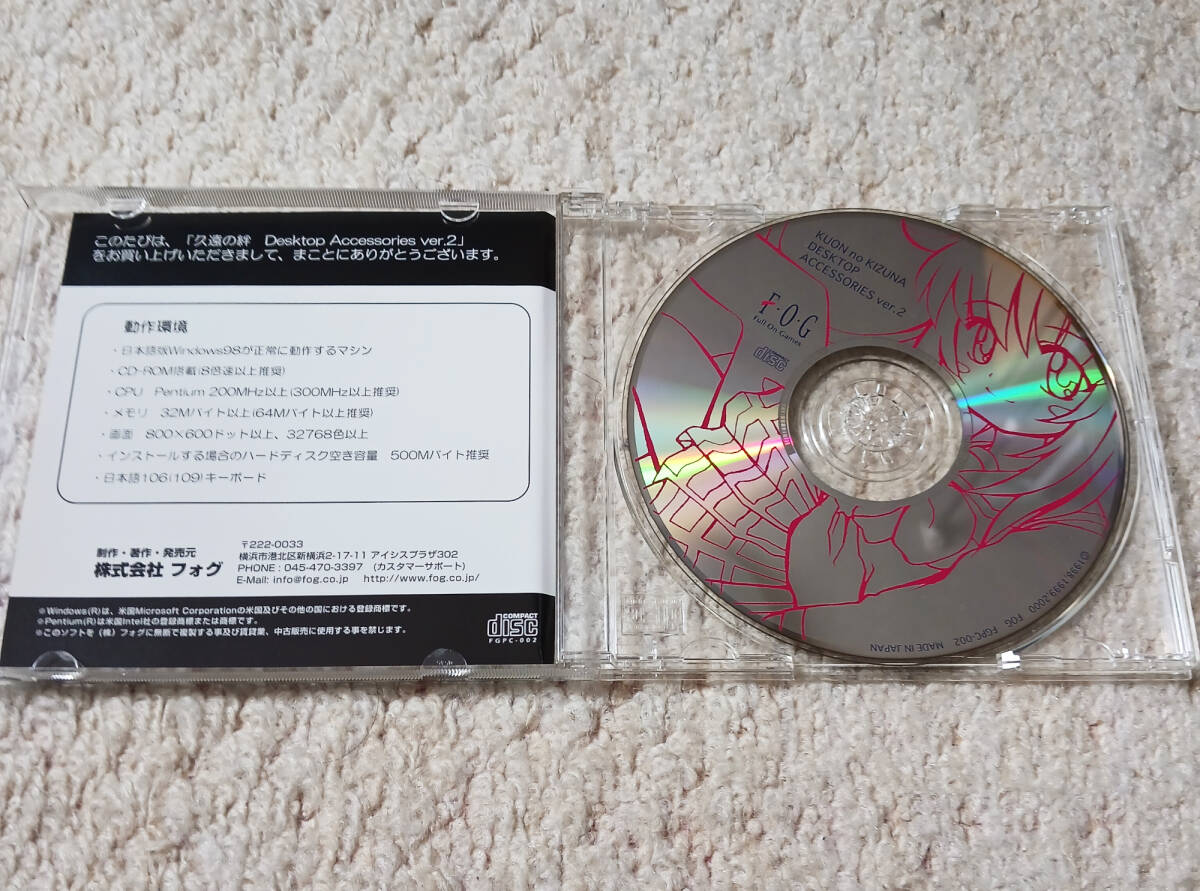 このたびは、「久遠の絆　Desktop Accessories ver.2」
をお買い上げいただきまして、まことにありがとうございます。
動作環境
・日本語版Windows98が正常に動作するマシン
・CD-ROM搭載(8倍速以上推奨)
・CPU　Pentium 200MHz以上(300MHz以上推奨)
・メモリ　32Mバイト以上(64Mバイト以上推奨)
・画面　800×600ドット以上、32768色以上
・インストールする場合のハードディスク空き容量　500Mバイト推奨
・日本語106(109)キーボード
制作・著作・発売元
株式会社 フォグ
〒222-0033
横浜市港北区新横浜2-17-11 アイシスプラザ302
PHONE : 045-470-3397　(カスタマーサポート)
E-Mail: info@fog.co.jp　http://www.fog.co.jp/
※Windows(R)は、米国Microsoft Corporationの米国及びその他の国における登録商標です。
※Pentium(R)は米国Intel社の登録商標または商標です。
※このソフトを（株）フォグに無断で複製する事及び賃貸業、中古販売に使用する事を禁じます。
COMPACT
disc
FGPC-002
KUON no KIZUNA
DESKTOP
ACCESSORIES ver.2
F・O・G
Full On Games
COMPACT
disc
©1998,1999,2000　FOG　FGPC-002　MADE IN JAPAN